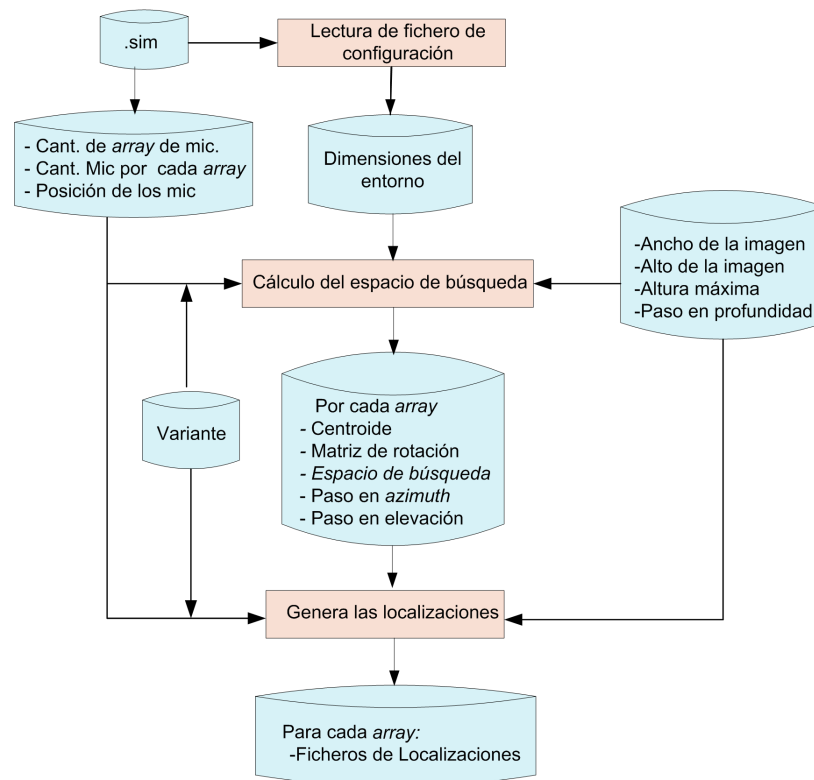 .sim
Lectura de fichero de
configuración
- Cant. de array de mic.
- Cant. Mic por cada array
- Posición de los mic
Dimensiones del
entorno
-Ancho de la imagen
-Alto de la imagen
-Altura máxima
-Paso en profundidad
Cálculo del espacio de búsqueda
Variante
Por cada array
- Centroide
- Matriz de rotación
- Espacio de búsqueda
- Paso en azimuth
- Paso en elevación
Genera las localizaciones
Para cada array:
-Ficheros de Localizaciones